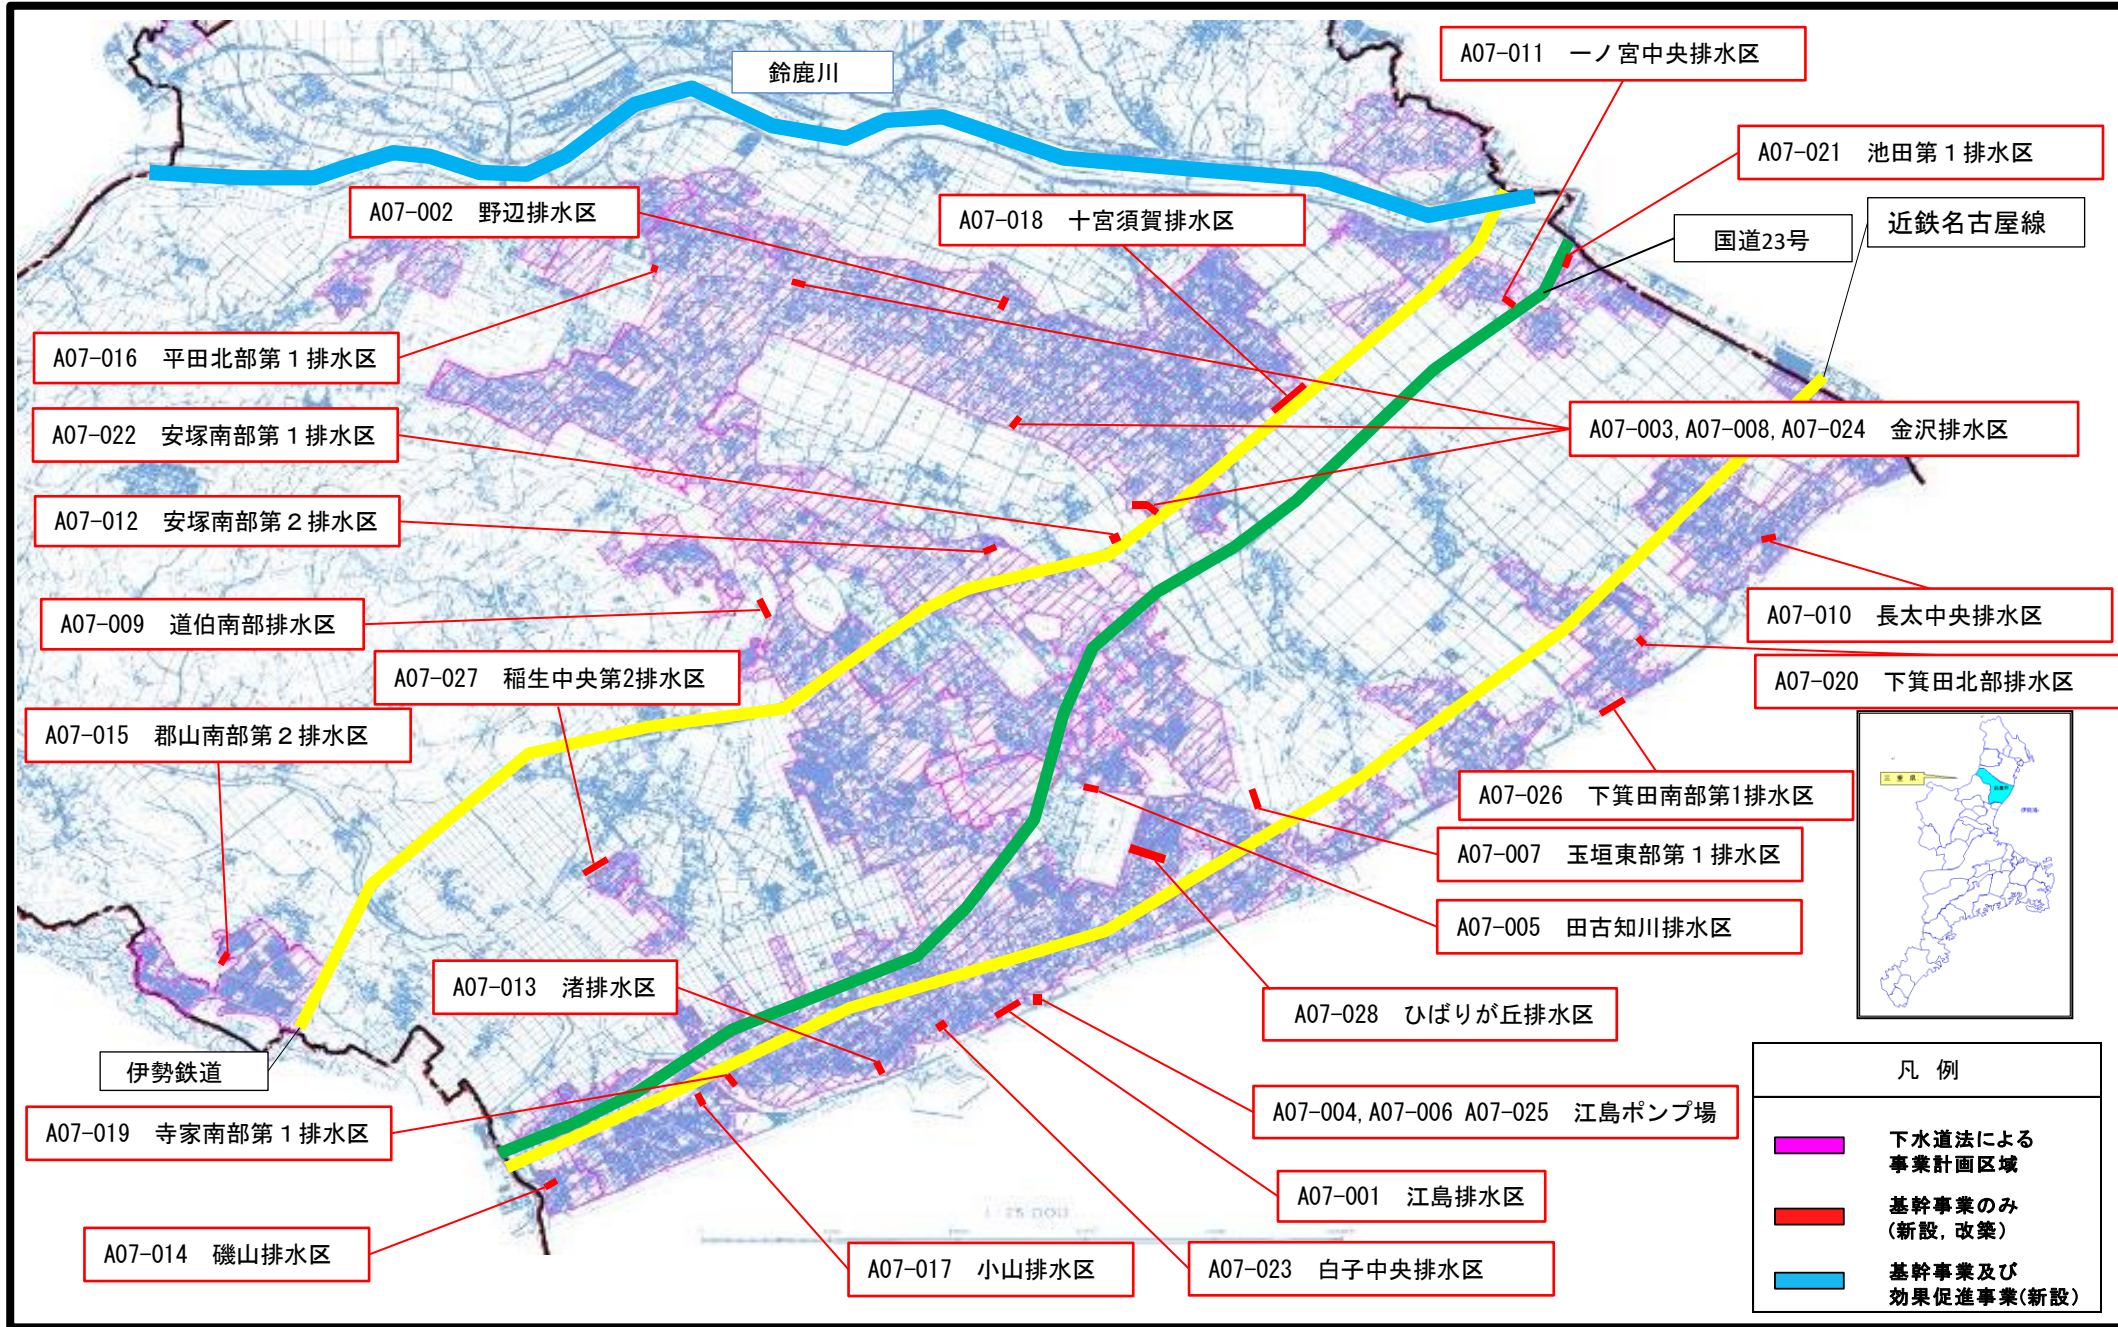 鈴鹿川
A07-011 一ノ宮中央排水区
A07-021 池田第１排水区
A07-002 野辺排水区
A07-018 十宮須賀排水区
国道23号
近鉄名古屋線
A07-016 平田北部第１排水区
A07-022 安塚南部第１排水区
A07-003, A07-008, A07-024 金沢排水区
A07-012 安塚南部第２排水区
A07-009 道伯南部排水区
A07-010 長太中央排水区
A07-027 稲生中央第2排水区
A07-020 下箕田北部排水区
A07-015 郡山南部第２排水区
三重県
A07-026 下箕田南部第1排水区
A07-007 玉垣東部第１排水区
A07-005 田古知川排水区
A07-013 渚排水区
A07-028 ひばりが丘排水区
伊勢鉄道
A07-004, A07-006 A07-025 江島ポンプ場
A07-019 寺家南部第１排水区
A07-001 江島排水区
A07-014 磯山排水区
A07-017 小山排水区
A07-023 白子中央排水区
凡 例
下水道法による
事業計画区域
基幹事業のみ
(新設, 改築)
基幹事業及び
効果促進事業(新設)